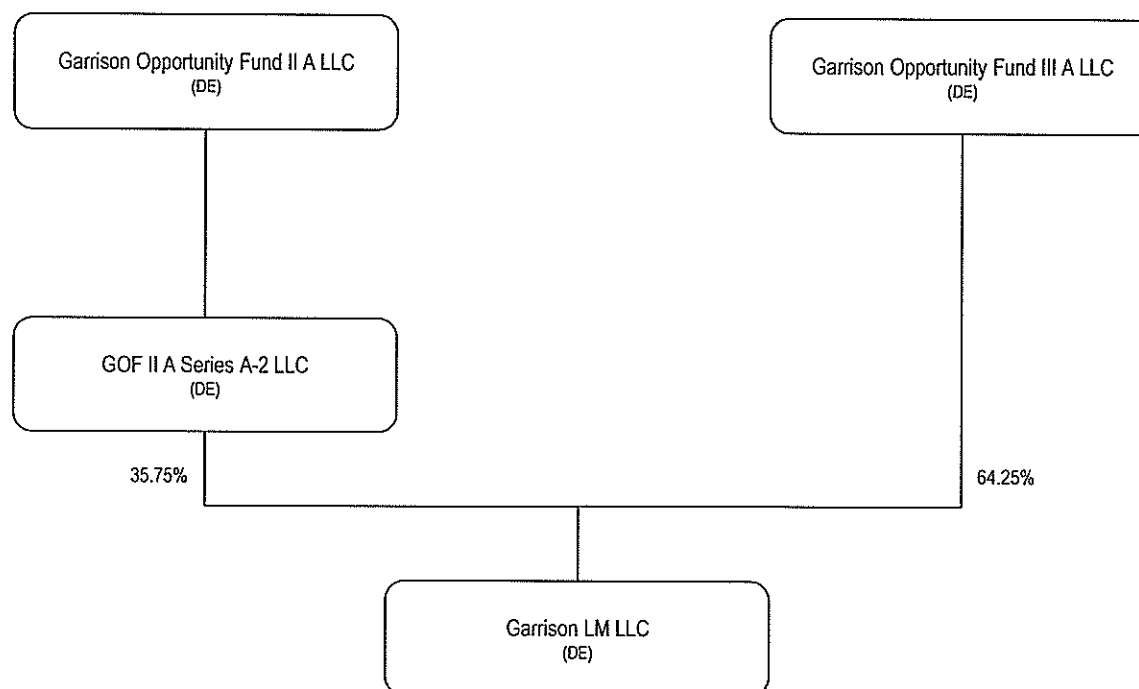 Garrison Opportunity Fund II A LLC
(DE)
Garrison Opportunity Fund III A LLC
(DE)
GOF II A Series A-2 LLC
(DE)
35.75%
64.25%
Garrison LM LLC
(DE)